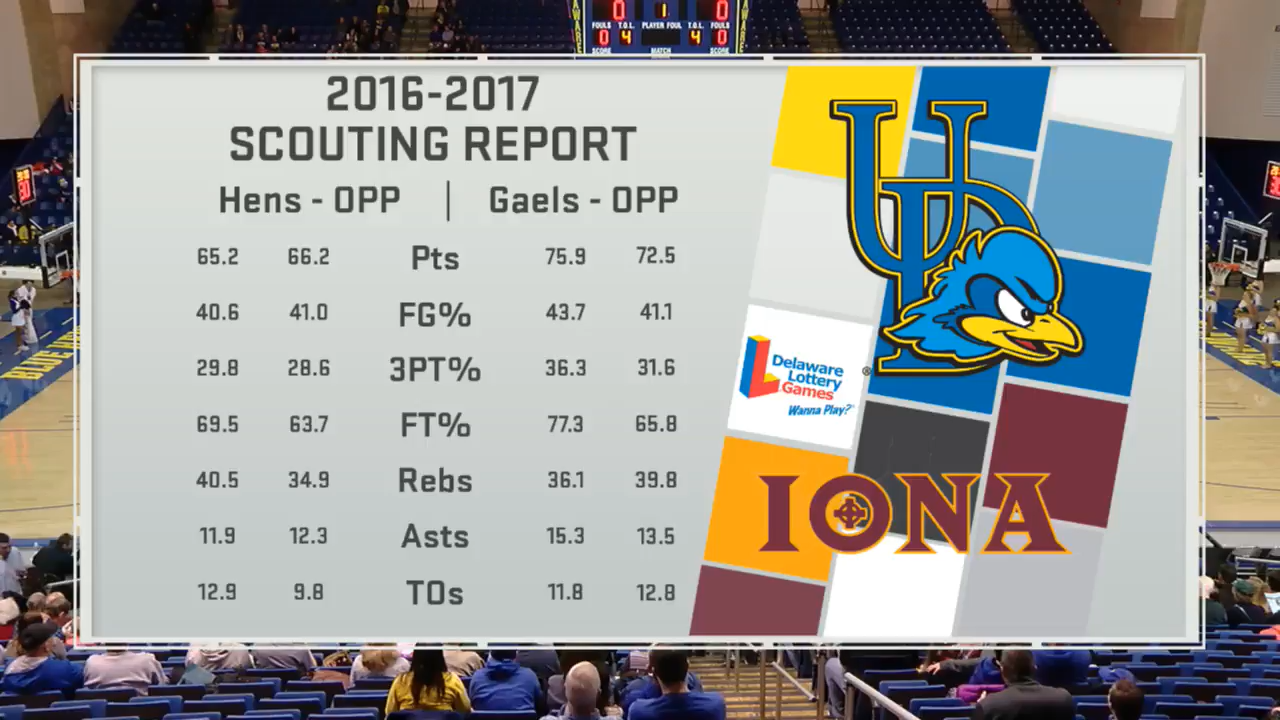 0 1 0
FOULS T.O.L. PLAYER FOUL T.O.L. FOULS
0 4 4 0
SCORE MATCH SCORE
2016-2017
SCOUTING REPORT
Hens - OPP | Gaels - OPP
65.2 66.2 Pts 75.9 72.5
40.6 41.0 FG% 43.7 41.1
29.8 28.6 3PT% 36.3 31.6
69.5 63.7 FT% 77.3 65.8
40.5 34.9 Rebs 36.1 39.8
11.9 12.3 Asts 15.3 13.5
12.9 9.8 TOs 11.8 12.8
UD
®
Delaware
Lottery
Games
Wanna Play?
IONA